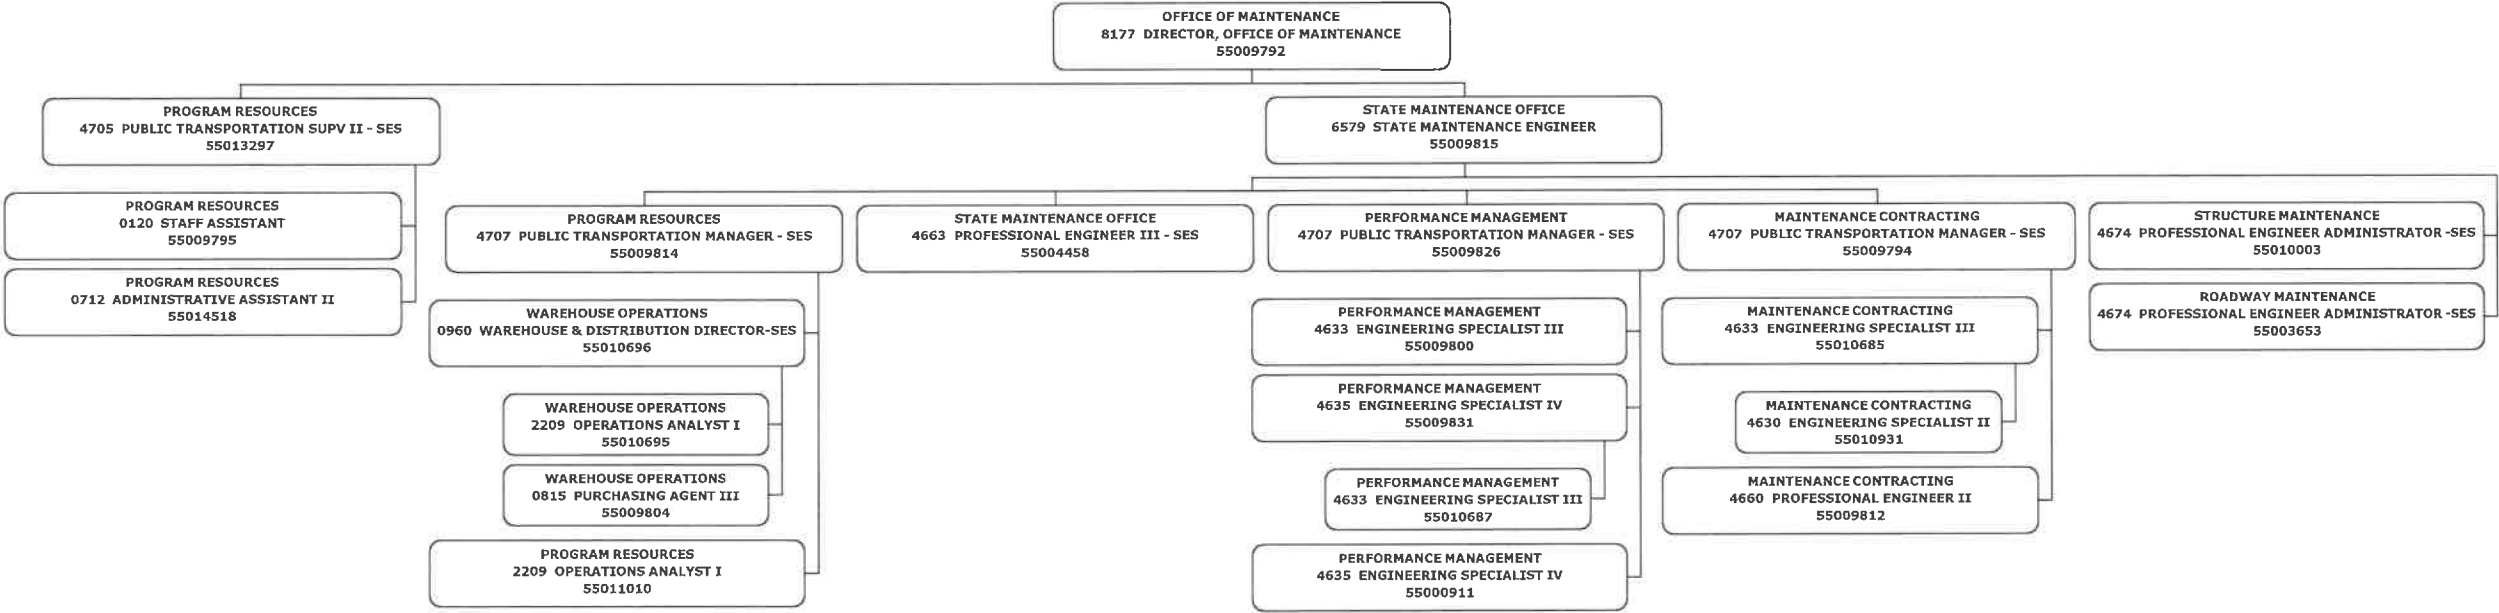 OFFICE OF MAINTENANCE
8177 DIRECTOR, OFFICE OF MAINTENANCE
55009792
PROGRAM RESOURCES
4705 PUBLIC TRANSPORTATION SUPV II - SES
55013297
STATE MAINTENANCE OFFICE
6579 STATE MAINTENANCE ENGINEER
55009815
PROGRAM RESOURCES
0120 STAFF ASSISTANT
55009795
PROGRAM RESOURCES
0712 ADMINISTRATIVE ASSISTANT II
55014518
PROGRAM RESOURCES
4707 PUBLIC TRANSPORTATION MANAGER - SES
55009814
WAREHOUSE OPERATIONS
0960 WAREHOUSE & DISTRIBUTION DIRECTOR-SES
55010696
WAREHOUSE OPERATIONS
2209 OPERATIONS ANALYST I
55010695
WAREHOUSE OPERATIONS
0815 PURCHASING AGENT III
55009804
PROGRAM RESOURCES
2209 OPERATIONS ANALYST I
55011010
STATE MAINTENANCE OFFICE
4663 PROFESSIONAL ENGINEER III - SES
55004458
PERFORMANCE MANAGEMENT
4707 PUBLIC TRANSPORTATION MANAGER - SES
55009826
PERFORMANCE MANAGEMENT
4633 ENGINEERING SPECIALIST III
55009800
PERFORMANCE MANAGEMENT
4635 ENGINEERING SPECIALIST IV
55009831
PERFORMANCE MANAGEMENT
4633 ENGINEERING SPECIALIST III
55010687
PERFORMANCE MANAGEMENT
4635 ENGINEERING SPECIALIST IV
55000911
MAINTENANCE CONTRACTING
4707 PUBLIC TRANSPORTATION MANAGER - SES
55009794
MAINTENANCE CONTRACTING
4633 ENGINEERING SPECIALIST III
55010685
MAINTENANCE CONTRACTING
4630 ENGINEERING SPECIALIST II
55010931
MAINTENANCE CONTRACTING
4660 PROFESSIONAL ENGINEER II
55009812
STRUCTURE MAINTENANCE
4674 PROFESSIONAL ENGINEER ADMINISTRATOR -SES
55010003
ROADWAY MAINTENANCE
4674 PROFESSIONAL ENGINEER ADMINISTRATOR -SES
55003653